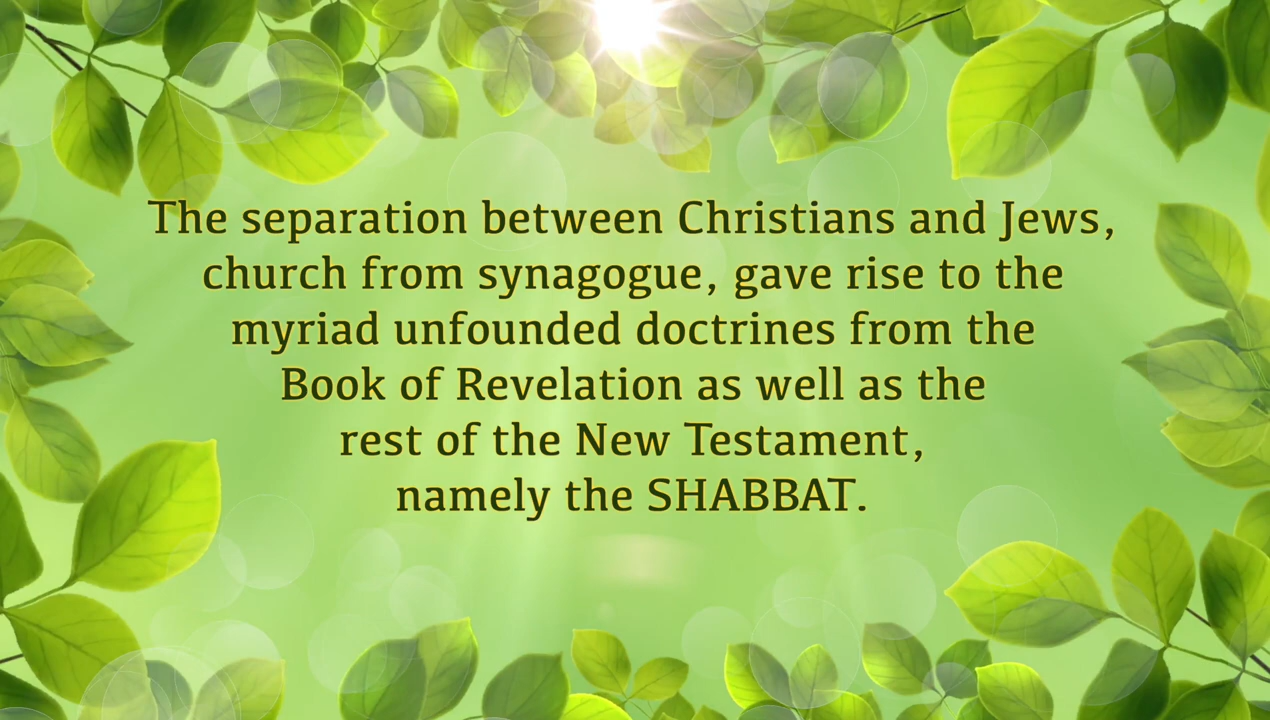 The separation between Christians and Jews,
church from synagogue, gave rise to the
myriad unfounded doctrines from the
Book of Revelation as well as the
rest of the New Testament,
namely the SHABBAT.